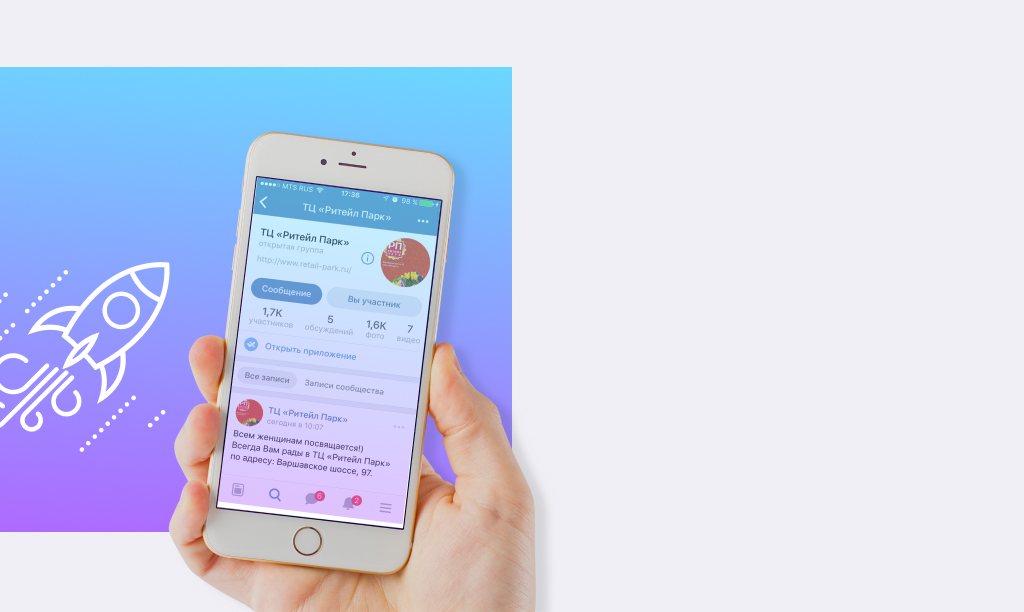 MTS RUS 17:36 98 %
ТЦ «Ритейл Парк»
ТЦ «Ритейл Парк»
открытая группа
http://www.retail-park.ru/
РП
Сообщение
Вы участник
1,7K 5 1,6K 7
участников обсуждений фото видео
Открыть приложение
Все записи Записи сообщества
ТЦ «Ритейл Парк»
сегодня в 10:07
Всем женщинам посвящается!)
Всегда Вам рады в ТЦ «Ритейл Парк»
по адресу: Варшавское шоссе, 97.
6 2